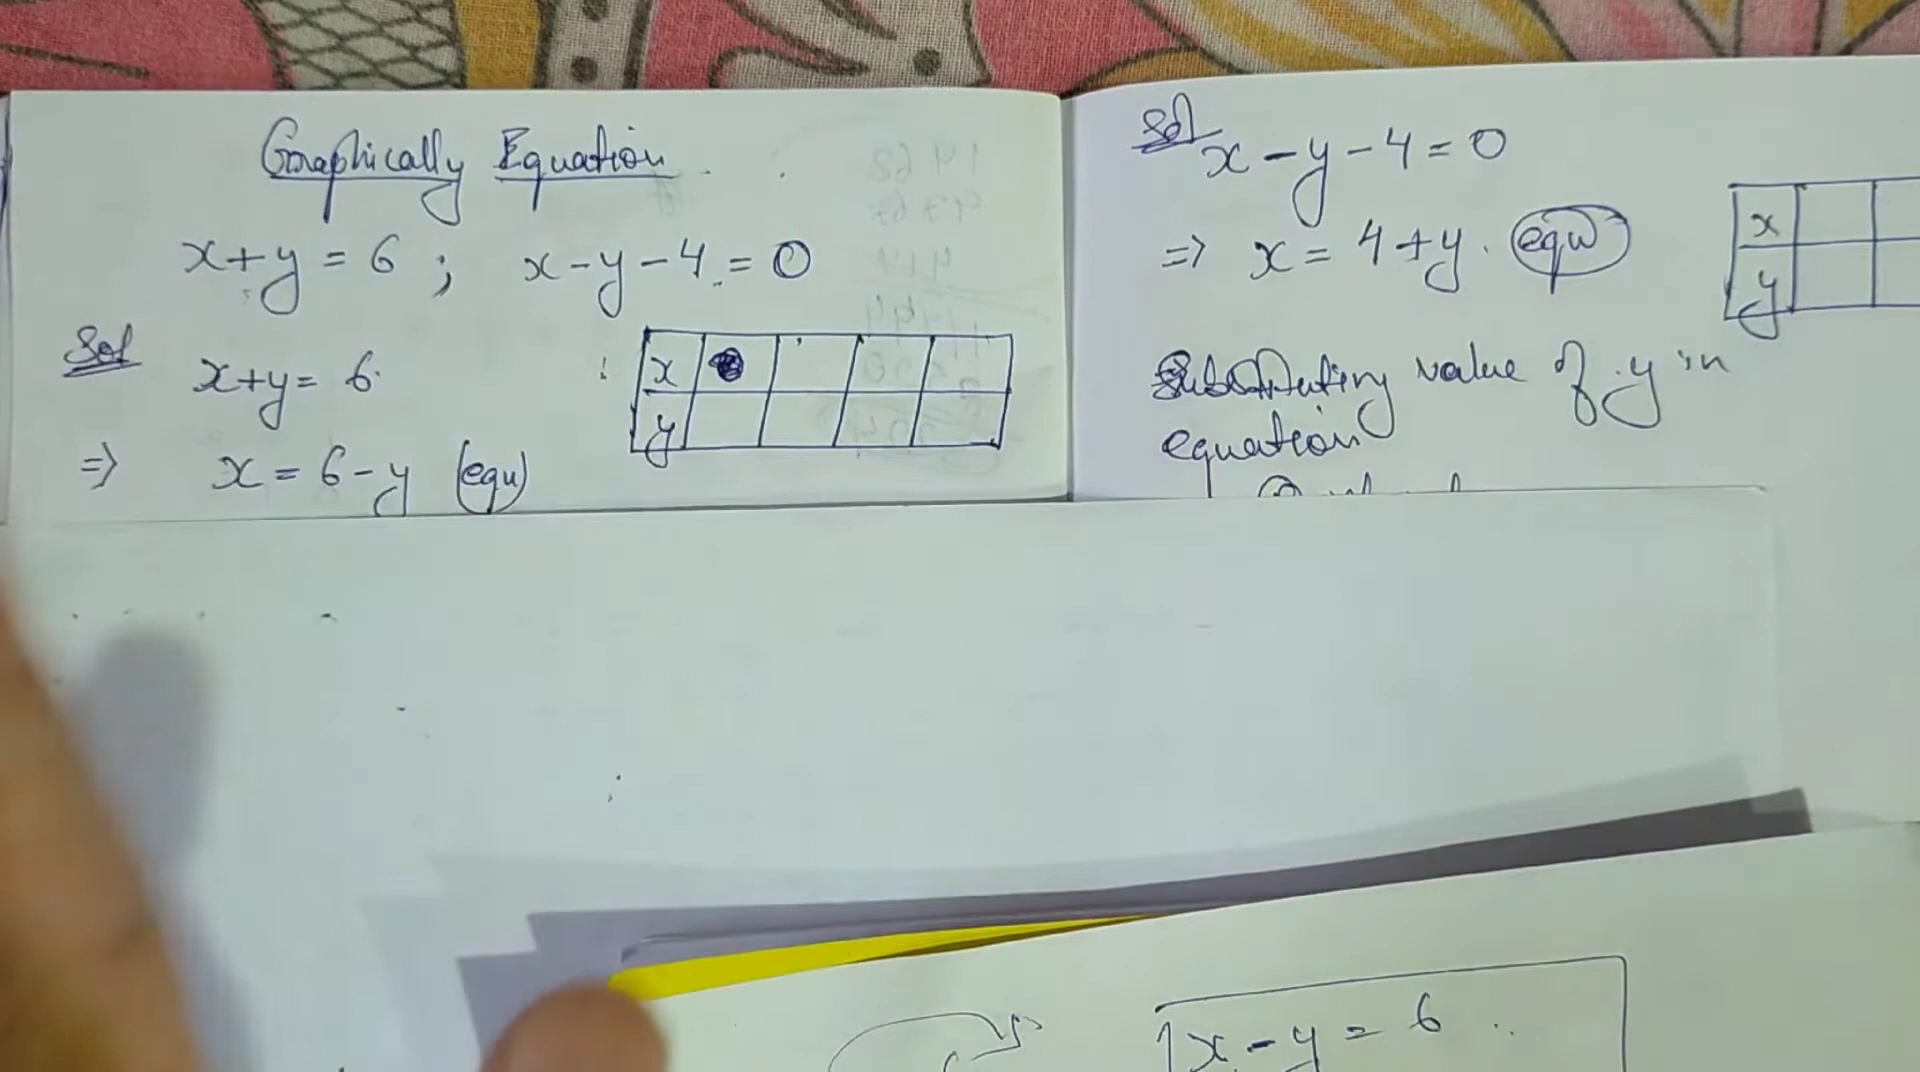 Graphically Equation
x+y = 6 ; x-y-4 = 0
Sol x+y = 6
x
y
=> x = 6-y (equ)
Sol x-y-4 = 0
=> x = 4+y. equ
x
y
Substituting value of y in
equation
x-y = 6